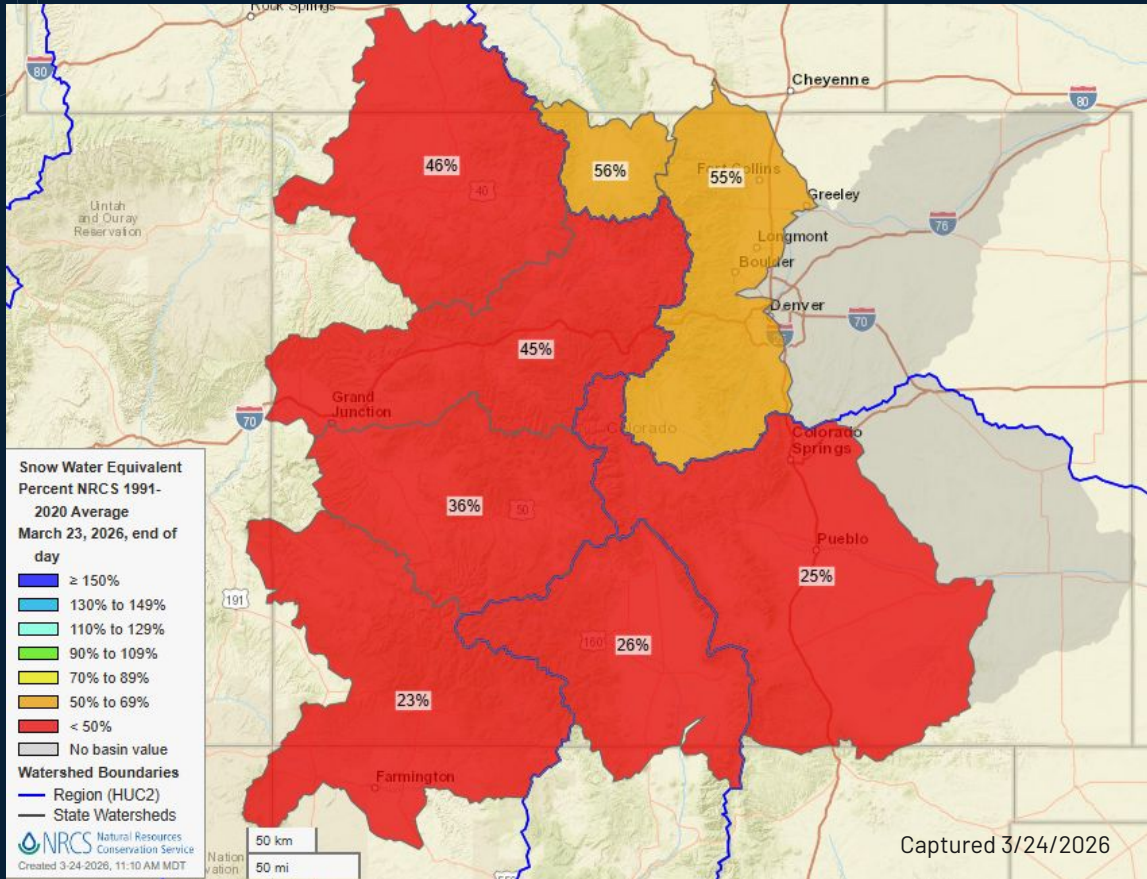 Rock Springs
80
Cheyenne
80
46%
40
56%
Fort Collins
55%
Greeley
Uintah
and Ouray
Reservation
76
Longmont
Boulder
Denver
70
45%
Grand
Junction
70
Colorado
Colorado
Springs
36%
50
Pueblo
25%
191
160
26%
23%
Farmington
Snow Water Equivalent
Percent NRCS 1991-
2020 Average
March 23, 2026, end of
day
≥ 150%
130% to 149%
110% to 129%
90% to 109%
70% to 89%
50% to 69%
< 50%
No basin value
Watershed Boundaries
Region (HUC2)
State Watersheds
NRCS Natural Resources
Conservation Service
Created 3-24-2026, 11:10 AM MDT
Nation
vation
50 km
50 mi
Captured 3/24/2026